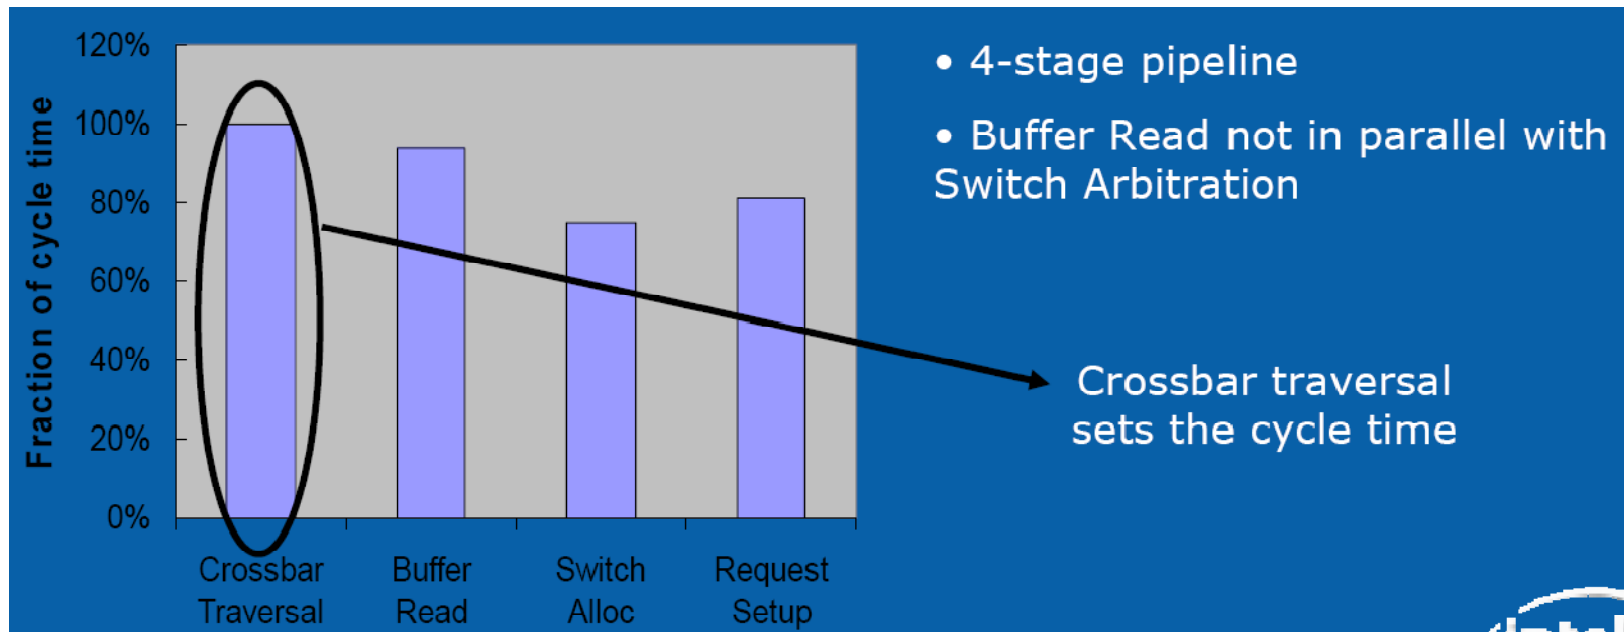 120%
100%
80%
60%
40%
20%
0%
Fraction of cycle time
Crossbar Traversal
Buffer Read
Switch Alloc
Request Setup
• 4-stage pipeline
• Buffer Read not in parallel with
Switch Arbitration
Crossbar traversal
sets the cycle time